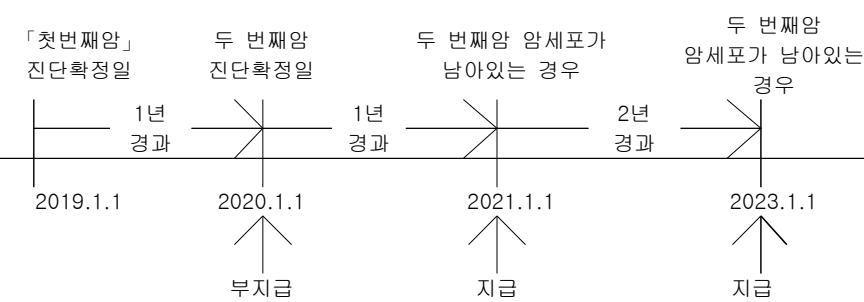 「첫번째암」
진단확정일
두 번째암
진단확정일
두 번째암 암세포가
남아있는 경우
두 번째암
암세포가 남아있는
경우
1년
경과
1년
경과
2년
경과
2019.1.1
2020.1.1
2021.1.1
2023.1.1
부지급
지급
지급